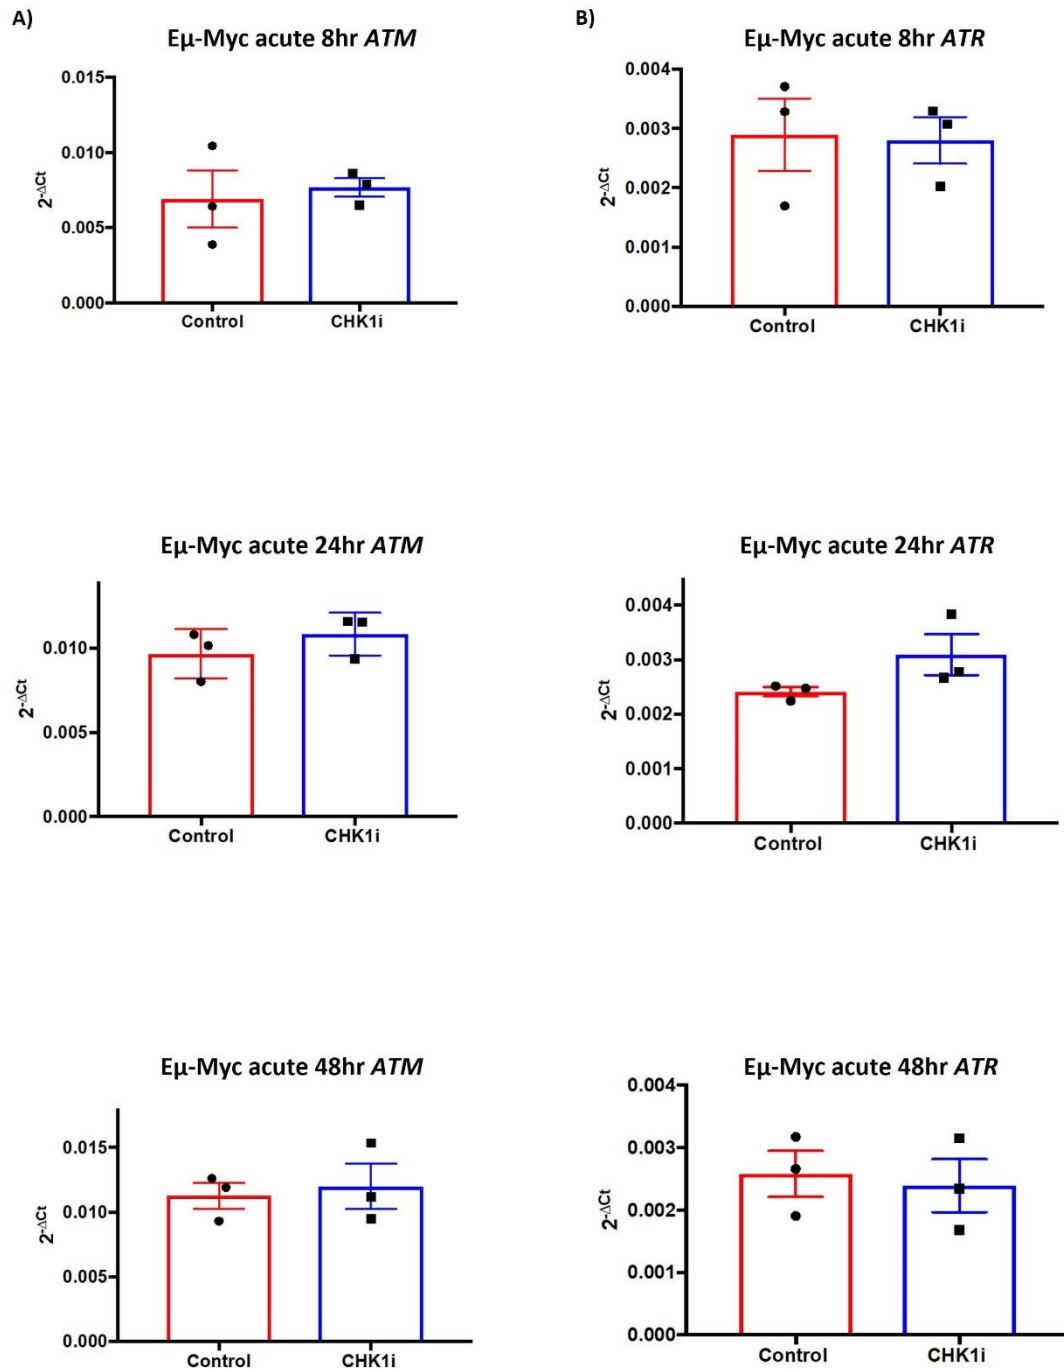 A)
Eµ-Myc acute 8hr ATM
0.015
0.010
0.005
0.000
2-ΔCt
Control CHK1i
B)
Eµ-Myc acute 8hr ATR
0.004
0.003
0.002
0.001
0.000
2-ΔCt
Control CHK1i
Eµ-Myc acute 24hr ATM
0.010
0.005
0.000
2-ΔCt
Control CHK1i
Eµ-Myc acute 24hr ATR
0.004
0.003
0.002
0.001
0.000
2-ΔCt
Control CHK1i
Eµ-Myc acute 48hr ATM
0.015
0.010
0.005
0.000
2-ΔCt
Control CHK1i
Eµ-Myc acute 48hr ATR
0.004
0.003
0.002
0.001
0.000
2-ΔCt
Control CHK1i